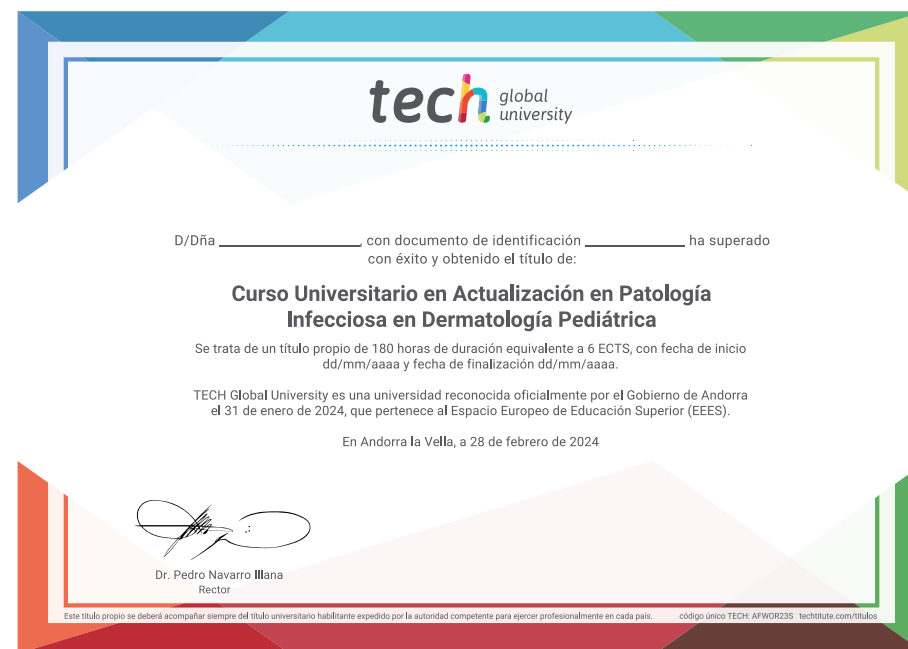 tech global university
D/Dña ____________________, con documento de identificación ______________ ha superado
con éxito y obtenido el título de:
Curso Universitario en Actualización en Patología
Infecciosa en Dermatología Pediátrica
Se trata de un título propio de 180 horas de duración equivalente a 6 ECTS, con fecha de inicio
dd/mm/aaaa y fecha de finalización dd/mm/aaaa.
TECH Global University es una universidad reconocida oficialmente por el Gobierno de Andorra
el 31 de enero de 2024, que pertenece al Espacio Europeo de Educación Superior (EEES).
En Andorra la Vella, a 28 de febrero de 2024
Dr. Pedro Navarro Illana
Rector
Este título propio se deberá acompañar siempre del título universitario habilitante expedido por la autoridad competente para ejercer profesionalmente en cada país. código único TECH: AFWOR23S techtitute.com/titulos